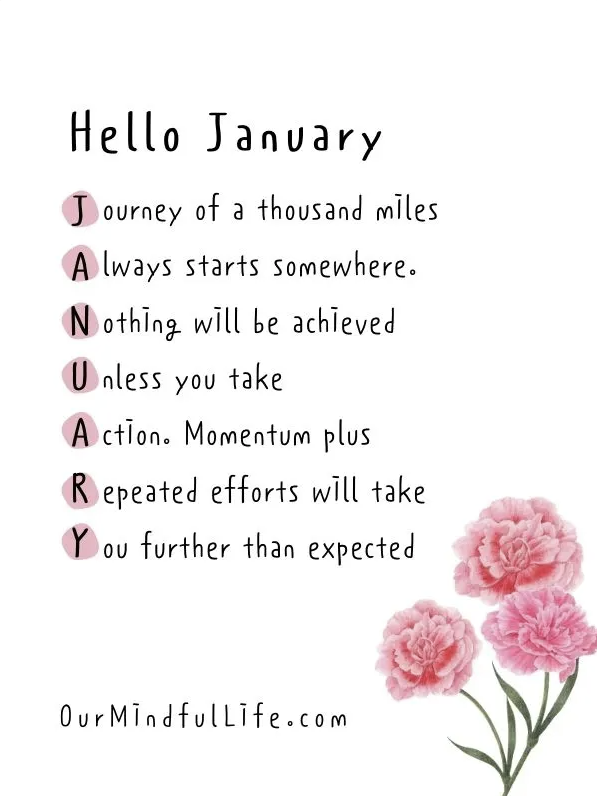 Hello January
Journey of a thousand miles
Always starts somewhere.
Nothing will be achieved
Unless you take
Action. Momentum plus
Repeated efforts will take
You further than expected
OurMindfulLife.com